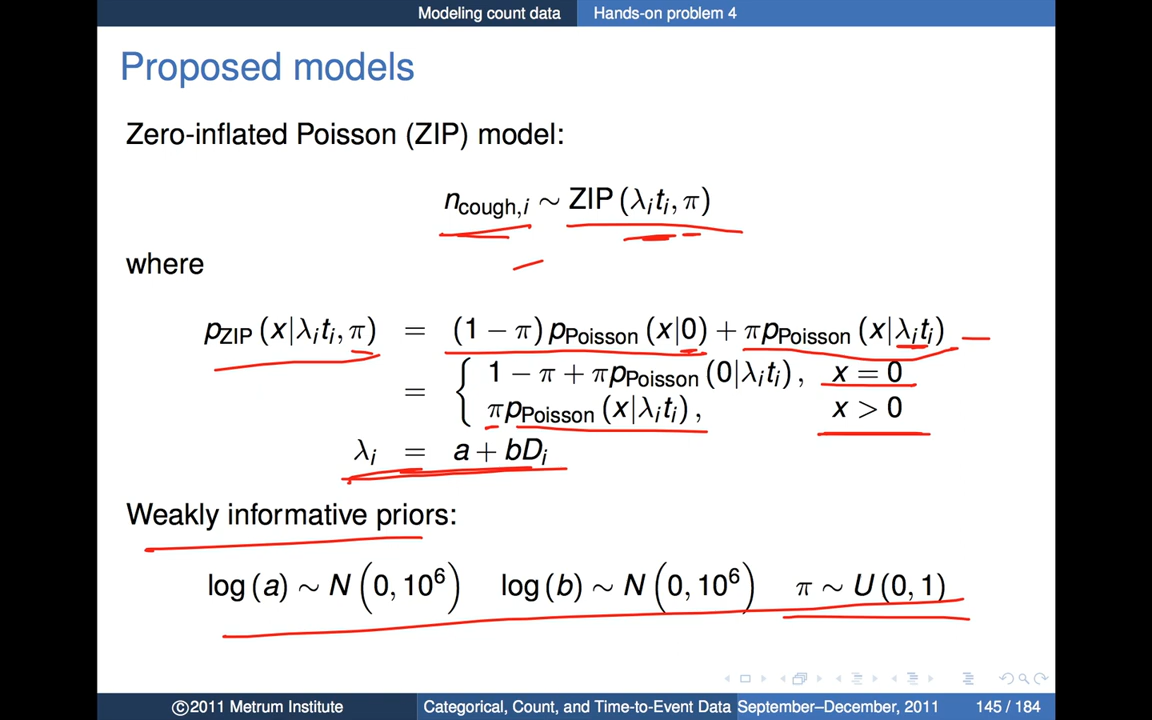 Modeling count data Hands-on problem 4
Proposed models
Zero-inflated Poisson (ZIP) model:
n_cough,i ∼ ZIP (λ_i t_i, π)
where
p_ZIP (x|λ_i t_i, π) = (1 − π) p_Poisson (x|0) + π p_Poisson (x|λ_i t_i)
= { 1 − π + π p_Poisson (0|λ_i t_i), x = 0
π p_Poisson (x|λ_i t_i), x > 0
λ_i = a + bD_i
Weakly informative priors:
log (a) ∼ N (0, 10^6) log (b) ∼ N (0, 10^6) π ∼ U (0, 1)
©2011 Metrum Institute Categorical, Count, and Time-to-Event Data September–December, 2011 145 / 184